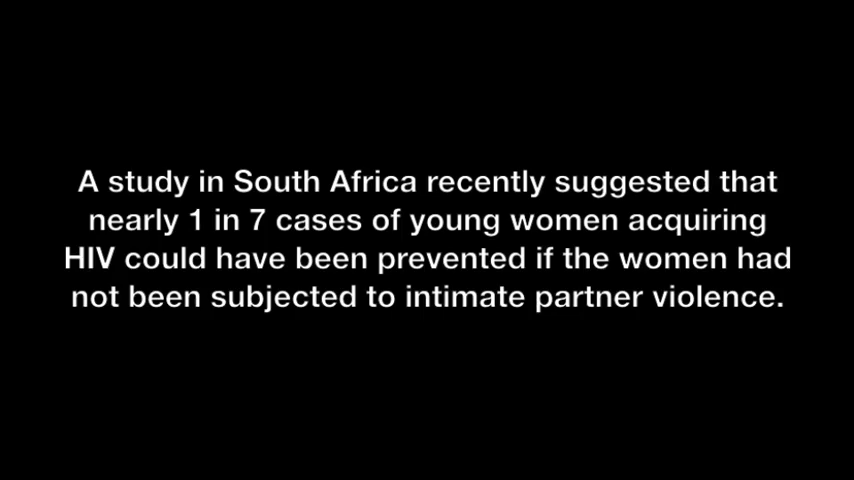 A study in South Africa recently suggested that
nearly 1 in 7 cases of young women acquiring
HIV could have been prevented if the women had
not been subjected to intimate partner violence.